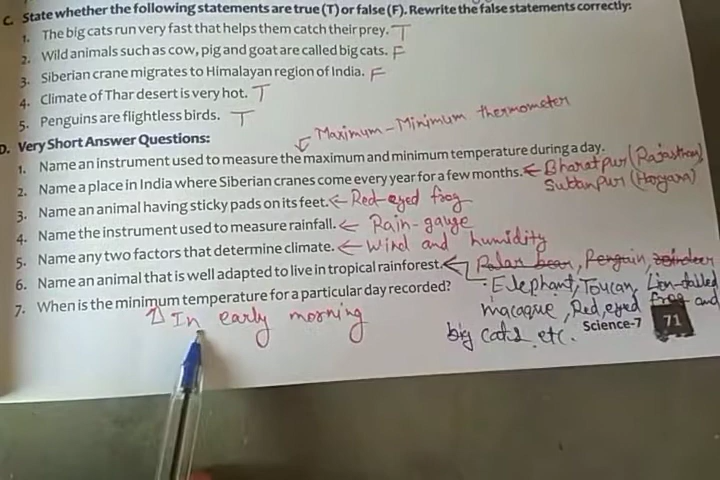 C. State whether the following statements are true (T) or false (F). Rewrite the false statements correctly:
1. The big cats run very fast that helps them catch their prey. T
2. Wild animals such as cow, pig and goat are called big cats. F
3. Siberian crane migrates to Himalayan region of India. F
4. Climate of Thar desert is very hot. T
5. Penguins are flightless birds. T
Maximum-Minimum thermometer
D. Very Short Answer Questions:
1. Name an instrument used to measure the maximum and minimum temperature during a day.
2. Name a place in India where Siberian cranes come every year for a few months. ← Bharatpur (Rajasthan)
Sultanpur (Haryana)
3. Name an animal having sticky pads on its feet. ← Red-eyed frog
4. Name the instrument used to measure rainfall. ← Rain-gauge
5. Name any two factors that determine climate. ← Wind and humidity
6. Name an animal that is well adapted to live in tropical rainforest. ← Polar bear, Penguin, reindeer
Elephant, Toucan, Lion-tailed
7. When is the minimum temperature for a particular day recorded?
macaque, Red, eyed frog and
In early morning
big cats etc.
Science-7 71